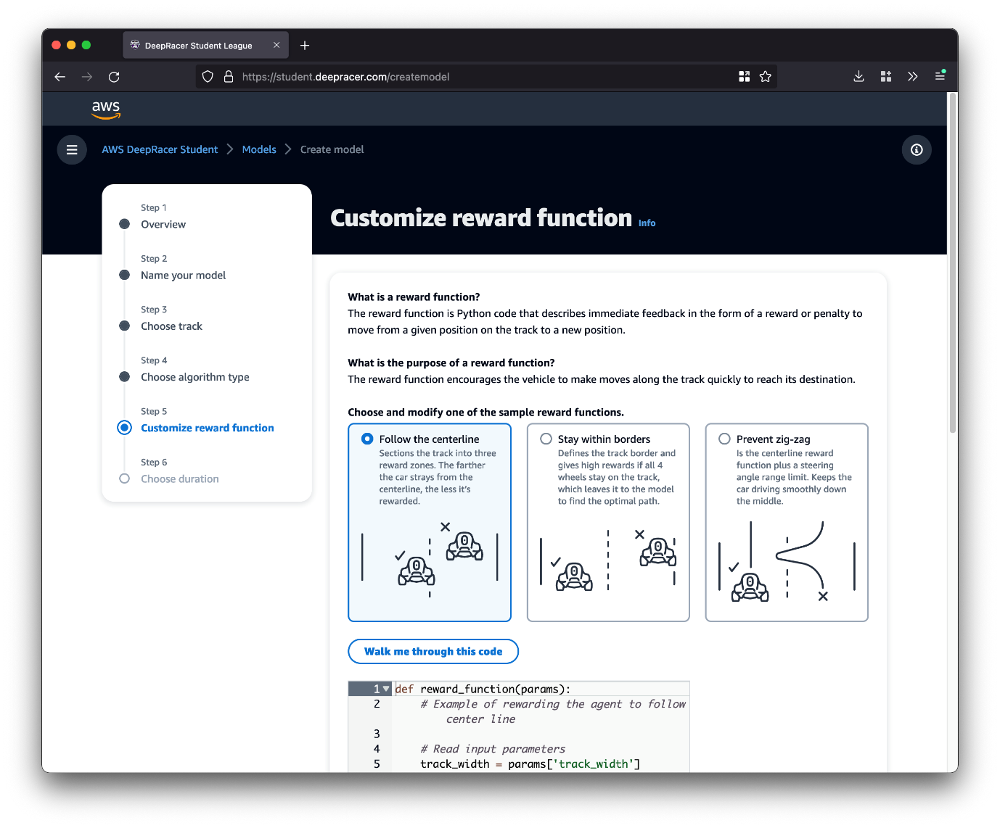 DeepRacer Student League
https://student.deepracer.com/createmodel
aws
AWS DeepRacer Student
Models
Create model
Step 1
Overview
Step 2
Name your model
Step 3
Choose track
Step 4
Choose algorithm type
Step 5
Customize reward function
Step 6
Choose duration
Customize reward function Info
What is a reward function?
The reward function is Python code that describes immediate feedback in the form of a reward or penalty to
move from a given position on the track to a new position.
What is the purpose of a reward function?
The reward function encourages the vehicle to make moves along the track quickly to reach its destination.
Choose and modify one of the sample reward functions.
Follow the centerline
Sections the track into three
reward zones. The farther
the car strays from the
centerline, the less it's
rewarded.
Stay within borders
Defines the track border and
gives high rewards if all 4
wheels stay on the track,
which leaves it to the model
to find the optimal path.
Prevent zig-zag
Is the centerline reward
function plus a steering
angle range limit. Keeps the
car driving smoothly down
the middle.
Walk me through this code
1 def reward_function(params):
2 # Example of rewarding the agent to follow
center line
3
4 # Read input parameters
5 track_width = params['track_width']